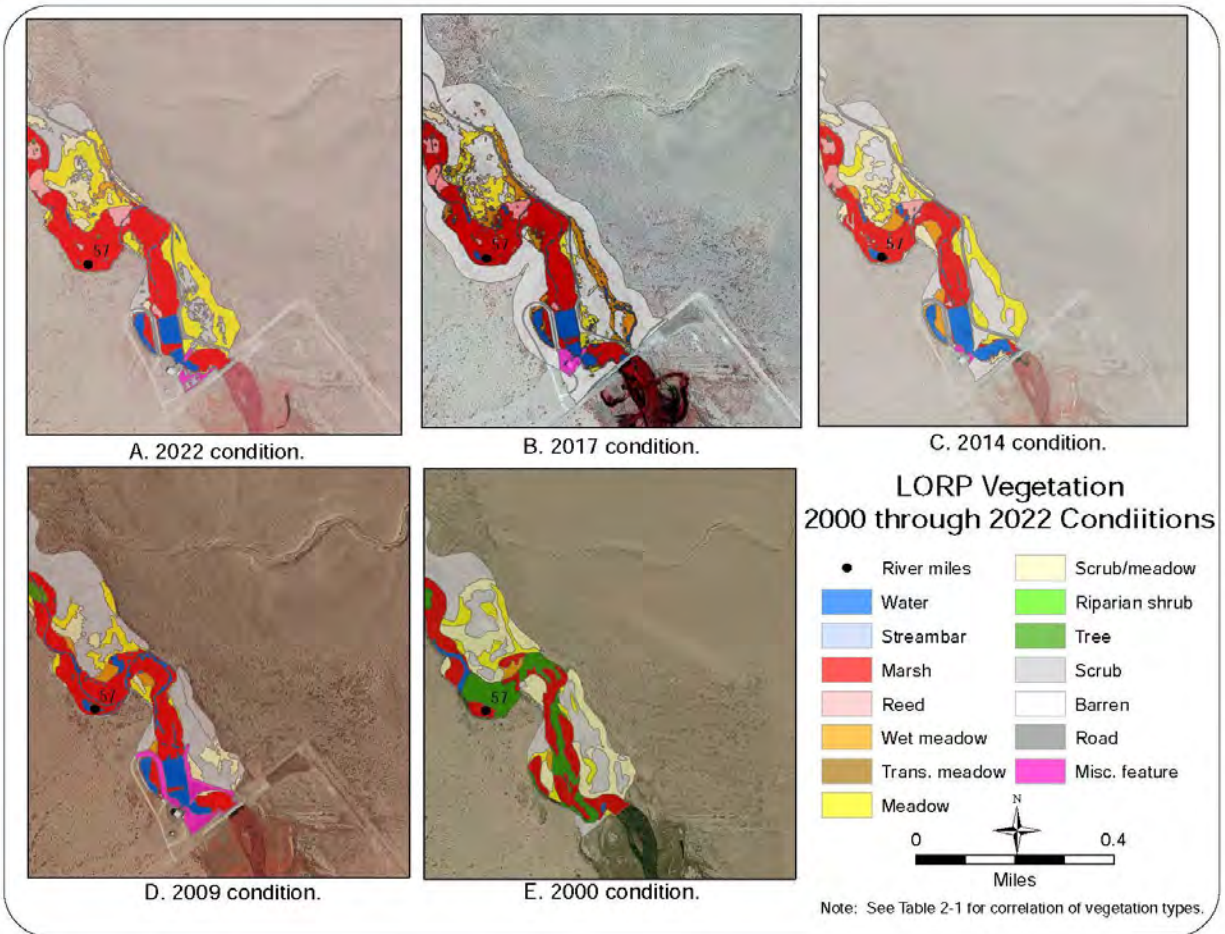 57
57
57
A. 2022 condition.
B. 2017 condition.
C. 2014 condition.
57
57
D. 2009 condition.
E. 2000 condition.
LORP Vegetation
2000 through 2022 Condiitions
River miles
Water
Streambar
Marsh
Reed
Wet meadow
Trans. meadow
Meadow
Scrub/meadow
Riparian shrub
Tree
Scrub
Barren
Road
Misc. feature
N
0 0.4
Miles
Note: See Table 2-1 for correlation of vegetation types.